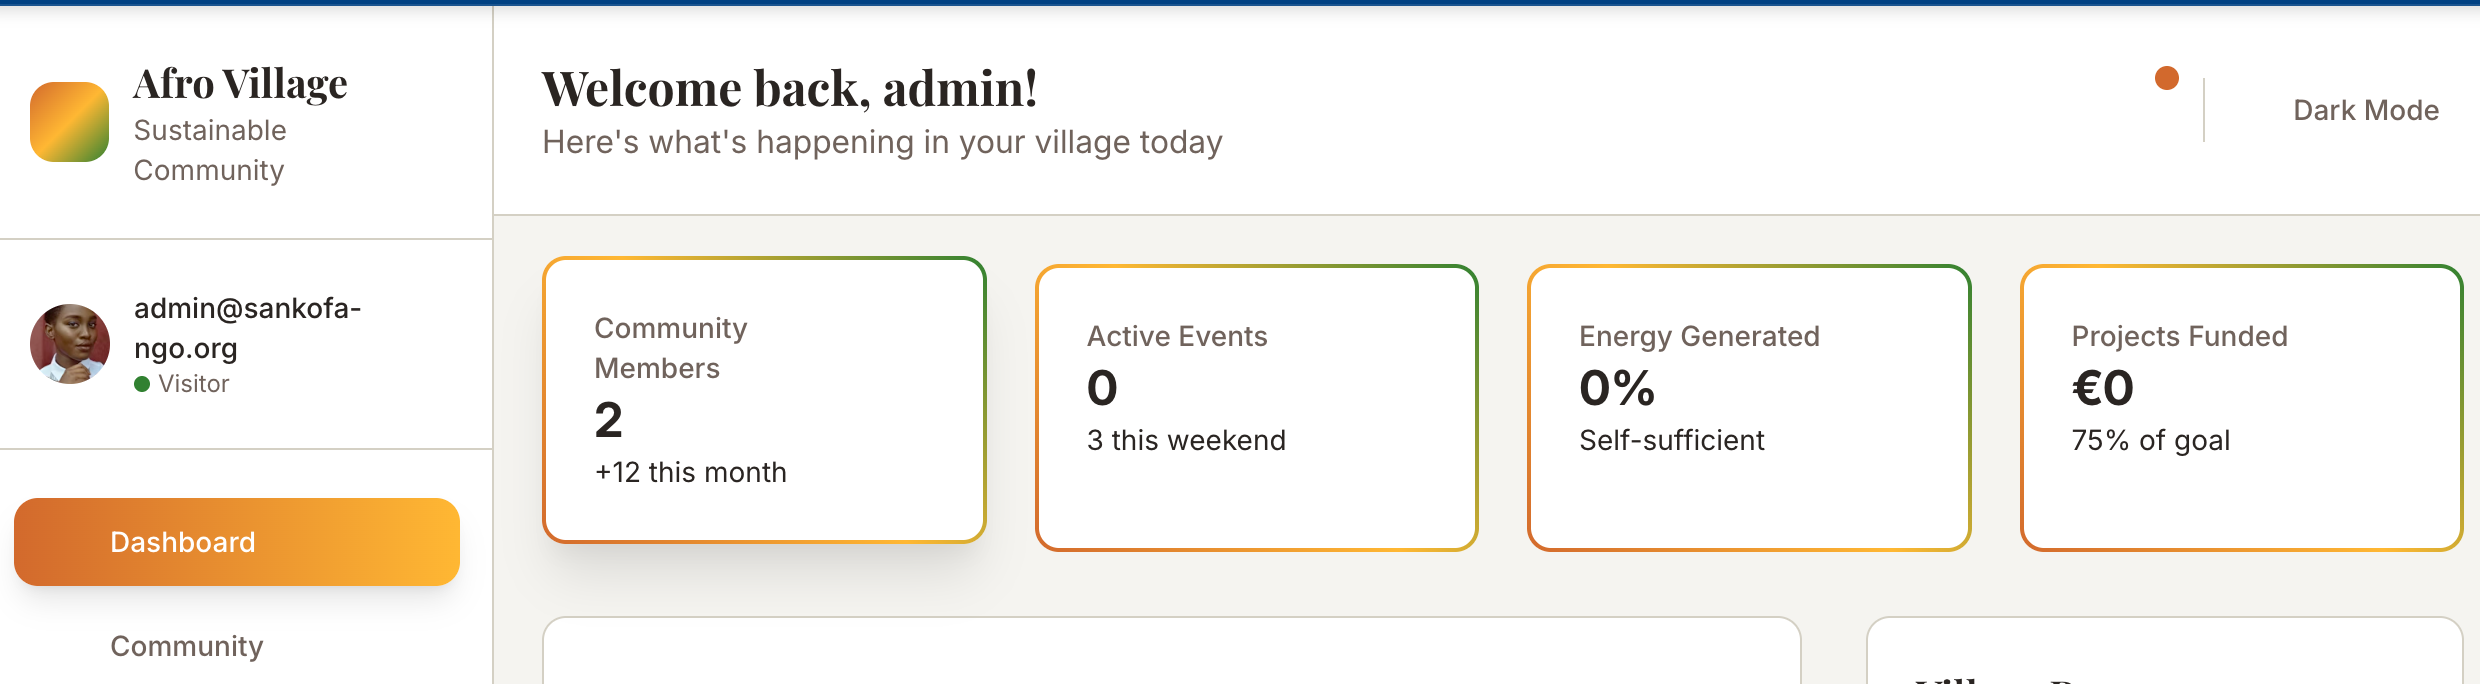 Afro Village
Sustainable
Community
admin@sankofa-
ngo.org
Visitor
Dashboard
Community
Welcome back, admin!
Here's what's happening in your village today
Dark Mode
Community
Members
2
+12 this month
Active Events
0
3 this weekend
Energy Generated
0%
Self-sufficient
Projects Funded
€0
75% of goal